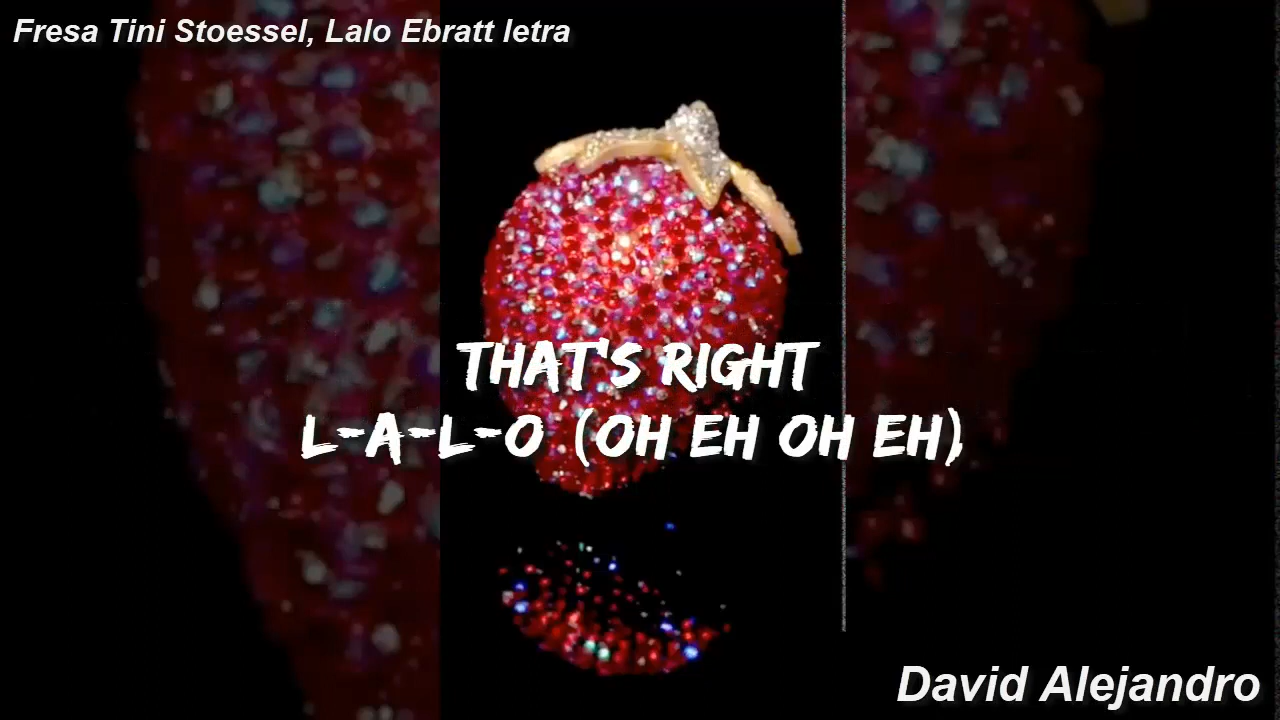 Fresa Tini Stoessel, Lalo Ebratt letra
THAT'S RIGHT
L-A-L-O (OH EH OH EH)
David Alejandro